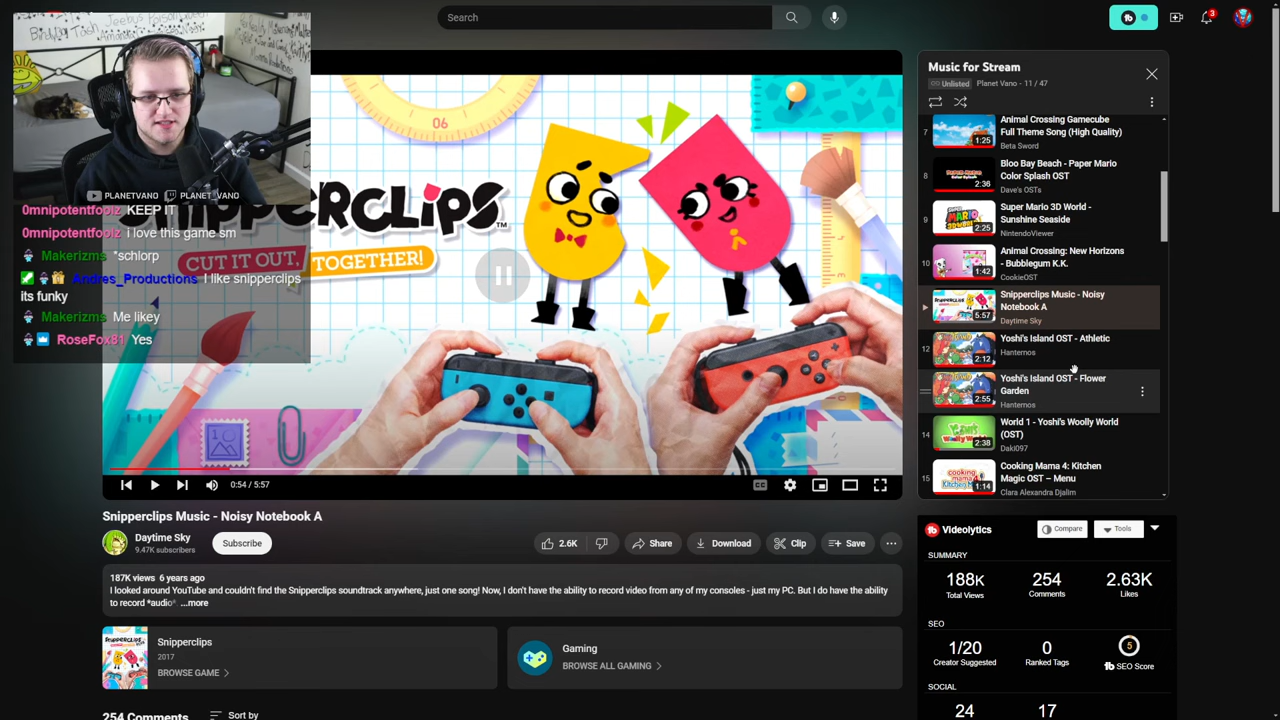 Search
3
PLANETVANO PLANET_VANO
0mnipotentfoolz KEEP IT
0mnipotentfoolz i love this game sm
Makerizms *schlorp
Andres_Productions I like snipperclips
its funky
Makerizms Me likey
RoseFox81 Yes
06
CUT IT OUT, TOGETHER!
0:54 / 5:57
Snipperclips Music - Noisy Notebook A
Daytime Sky
9.47K subscribers
Subscribe
2.6K
Share
Download
Clip
Save
187K views 6 years ago
I looked around YouTube and couldn't find the Snipperclips soundtrack anywhere, just one song! Now, I don't have the ability to record video from any of my consoles - just my PC. But I do have the ability
to record *audio* ...more
Snipperclips
2017
BROWSE GAME
Gaming
BROWSE ALL GAMING
254 Comments
Sort by
Music for Stream
Unlisted Planet Vano - 11 / 47
7
Animal Crossing Gamecube
Full Theme Song (High Quality)
Beta Sword
1:25
8
Bloo Bay Beach - Paper Mario
Color Splash OST
Dave's OSTs
2:36
9
Super Mario 3D World -
Sunshine Seaside
NintendoViewer
2:25
10
Animal Crossing: New Horizons
- Bubblegum K.K.
CookieOST
1:42
Snipperclips Music - Noisy
Notebook A
Daytime Sky
5:57
12
Yoshi's Island OST - Athletic
Hanternos
2:12
Yoshi's Island OST - Flower
Garden
Hanternos
2:55
14
World 1 - Yoshi's Woolly World
(OST)
Daki097
2:38
15
Cooking Mama 4: Kitchen
Magic OST – Menu
Clara Alexandra Djalim
1:14
Videolytics
Compare
Tools
SUMMARY
188K
Total Views
254
Comments
2.63K
Likes
SEO
1/20
Creator Suggested
0
Ranked Tags
5
tb SEO Score
SOCIAL
24
17